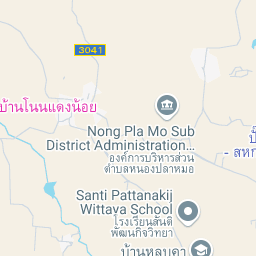 3041
บ้านโนนแดงน้อย
Nong Pla Mo Sub
District Administration...
องค์การบริหารส่วน
ตำบลหนองปลาหมอ
Santi Pattanakij
Wittaya School
โรงเรียนสันติ
พัฒนกิจวิทยา
บ้านหลุบคา